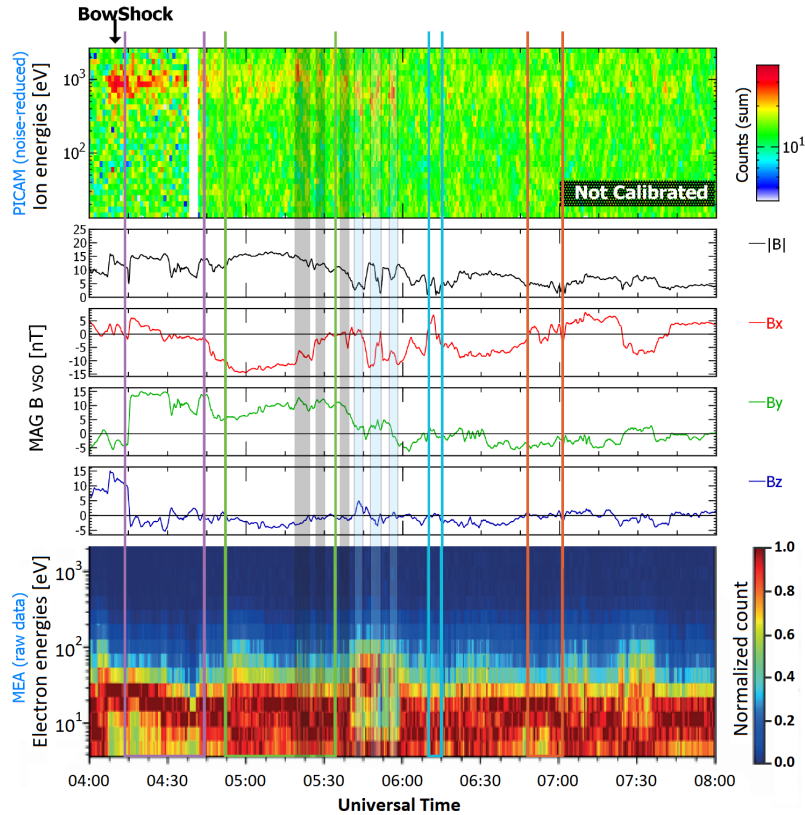 BowShock
PICAM (noise-reduced)
Ion energies [eV]
10³
10²
Not Calibrated
Counts (sum)
10¹
MAG B vso [nT]
25
20
15
10
5
0
|B|
5
0
-5
-10
-15
Bx
15
10
5
0
-5
By
15
10
5
0
-5
Bz
MEA (raw data)
Electron energies [eV]
10³
10²
10¹
Normalized count
1.0
0.8
0.6
0.4
0.2
0.0
04:00 04:30 05:00 05:30 06:00 06:30 07:00 07:30 08:00
Universal Time